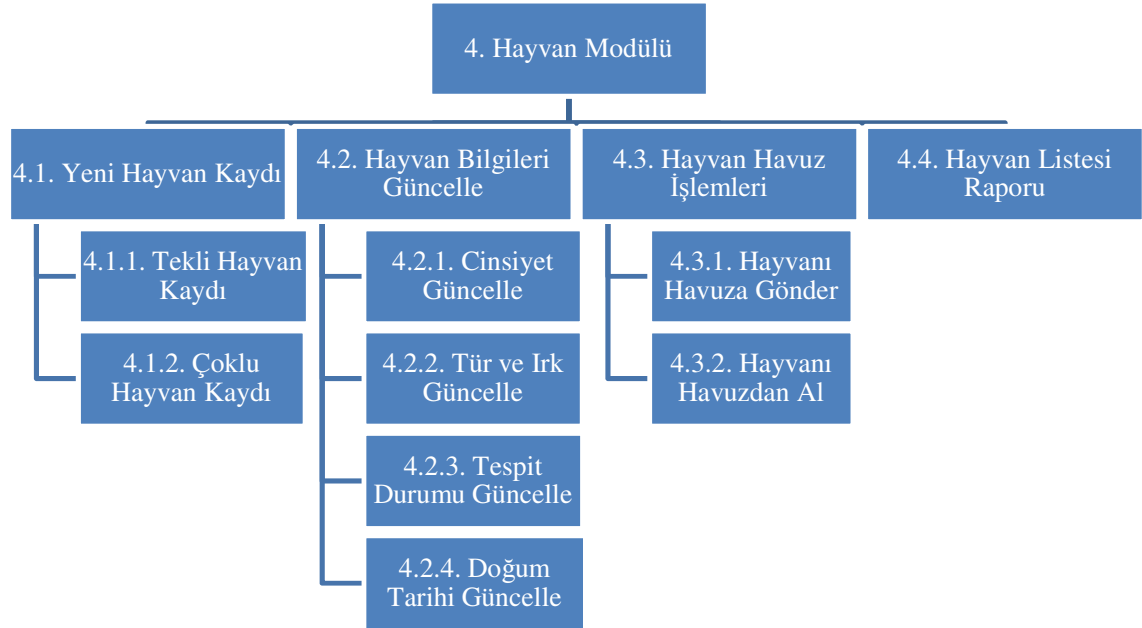 4. Hayvan Modülü
4.1. Yeni Hayvan Kaydı
4.1.1. Tekli Hayvan
Kaydı
4.1.2. Çoklu
Hayvan Kaydı
4.2. Hayvan Bilgileri
Güncelle
4.2.1. Cinsiyet
Güncelle
4.2.2. Tür ve Irk
Güncelle
4.2.3. Tespit
Durumu Güncelle
4.2.4. Doğum
Tarihi Güncelle
4.3. Hayvan Havuz
İşlemleri
4.3.1. Hayvanı
Havuza Gönder
4.3.2. Hayvanı
Havuzdan Al
4.4. Hayvan Listesi
Raporu